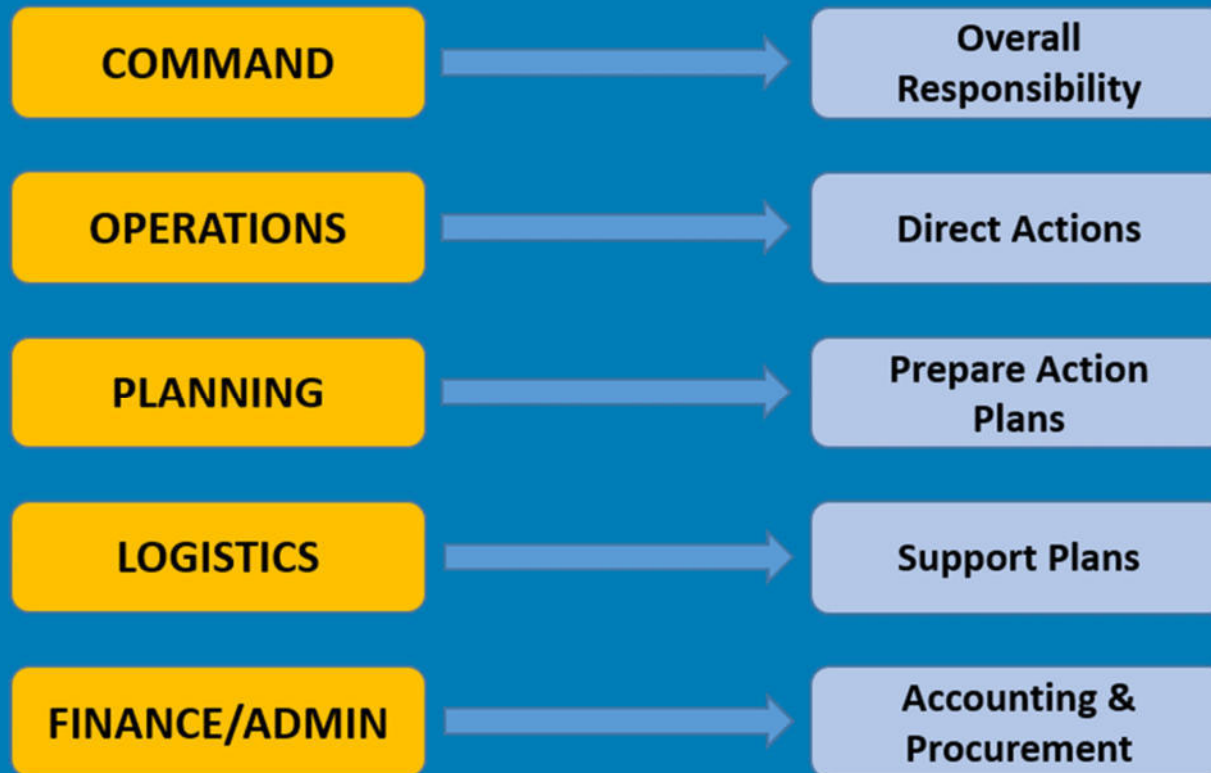 COMMAND
Overall
Responsibility
OPERATIONS
Direct Actions
PLANNING
Prepare Action
Plans
LOGISTICS
Support Plans
FINANCE/ADMIN
Accounting &
Procurement